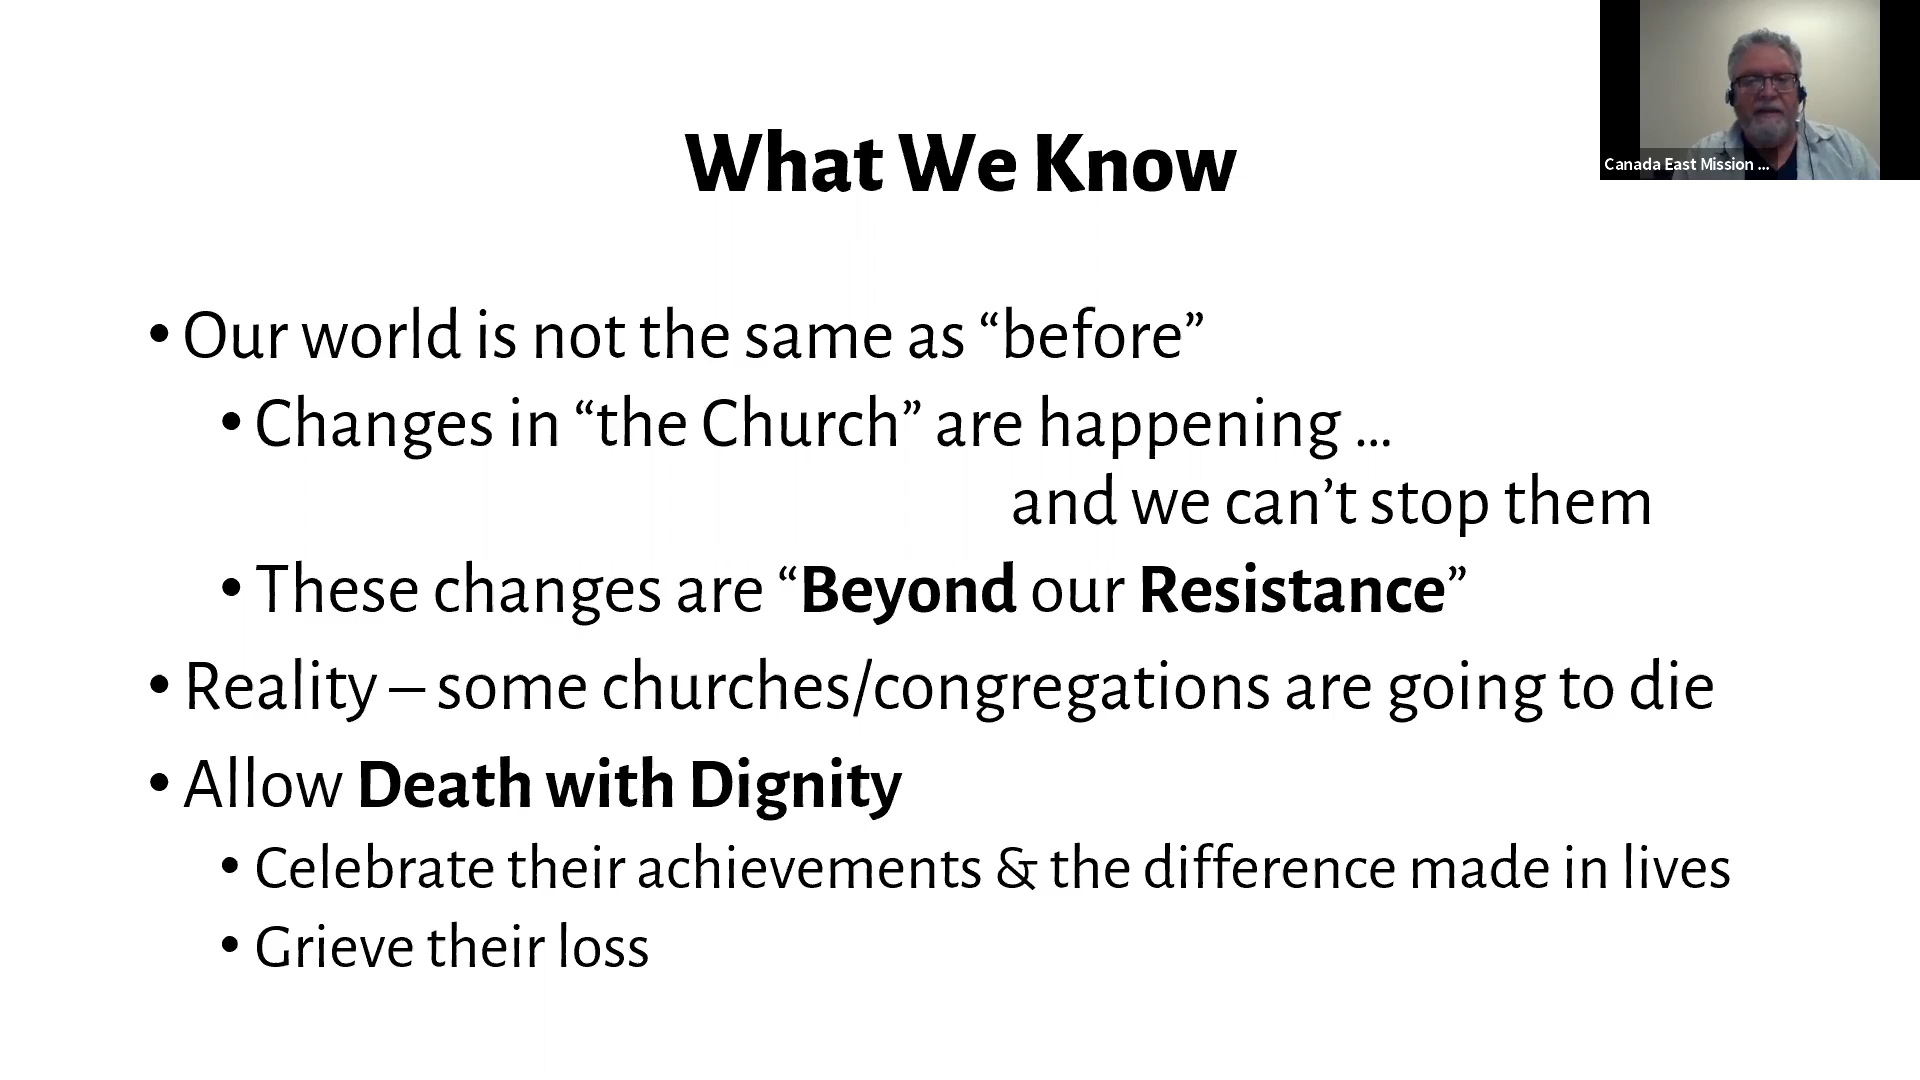 Canada East Mission ...
What We Know
• Our world is not the same as “before”
• Changes in “the Church” are happening ...
and we can’t stop them
• These changes are “Beyond our Resistance”
• Reality – some churches/congregations are going to die
• Allow Death with Dignity
• Celebrate their achievements & the difference made in lives
• Grieve their loss